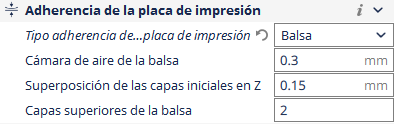 Adherencia de la placa de impresión
Tipo adherencia de...placa de impresión Balsa
Cámara de aire de la balsa 0.3 mm
Superposición de las capas iniciales en Z 0.15 mm
Capas superiores de la balsa 2